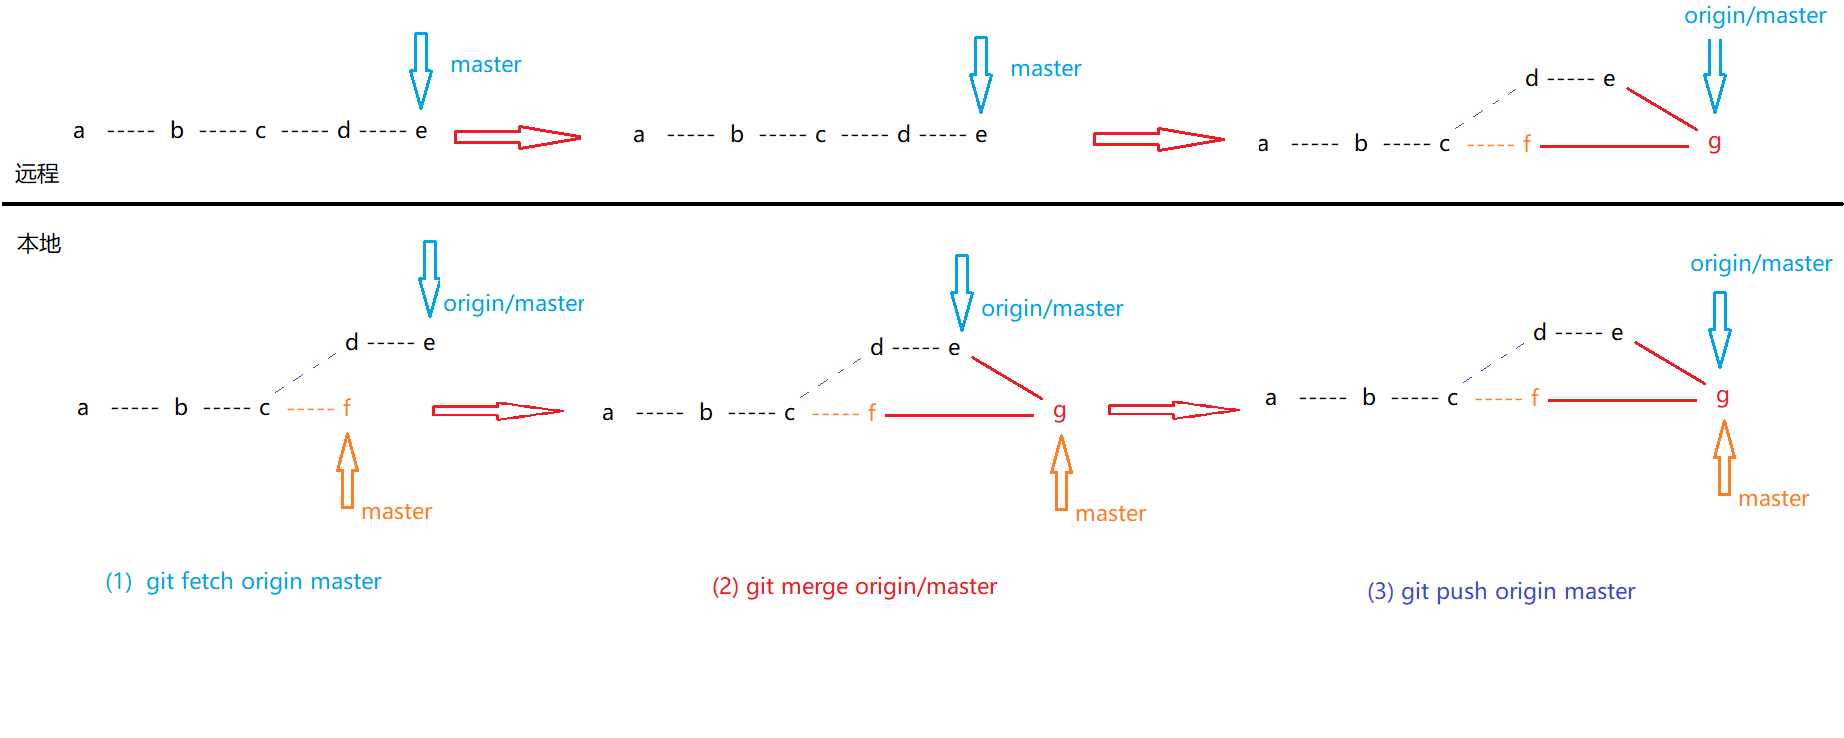 origin/master
master
master
d ----- e
a ----- b ----- c ----- d ----- e
a ----- b ----- c ----- d ----- e
a ----- b ----- c ----- f
g
远程
本地
origin/master
origin/master
origin/master
d ----- e
d ----- e
d ----- e
a ----- b ----- c ----- f
a ----- b ----- c ----- f
g
a ----- b ----- c ----- f
g
master
master
master
(1) git fetch origin master
(2) git merge origin/master
(3) git push origin master